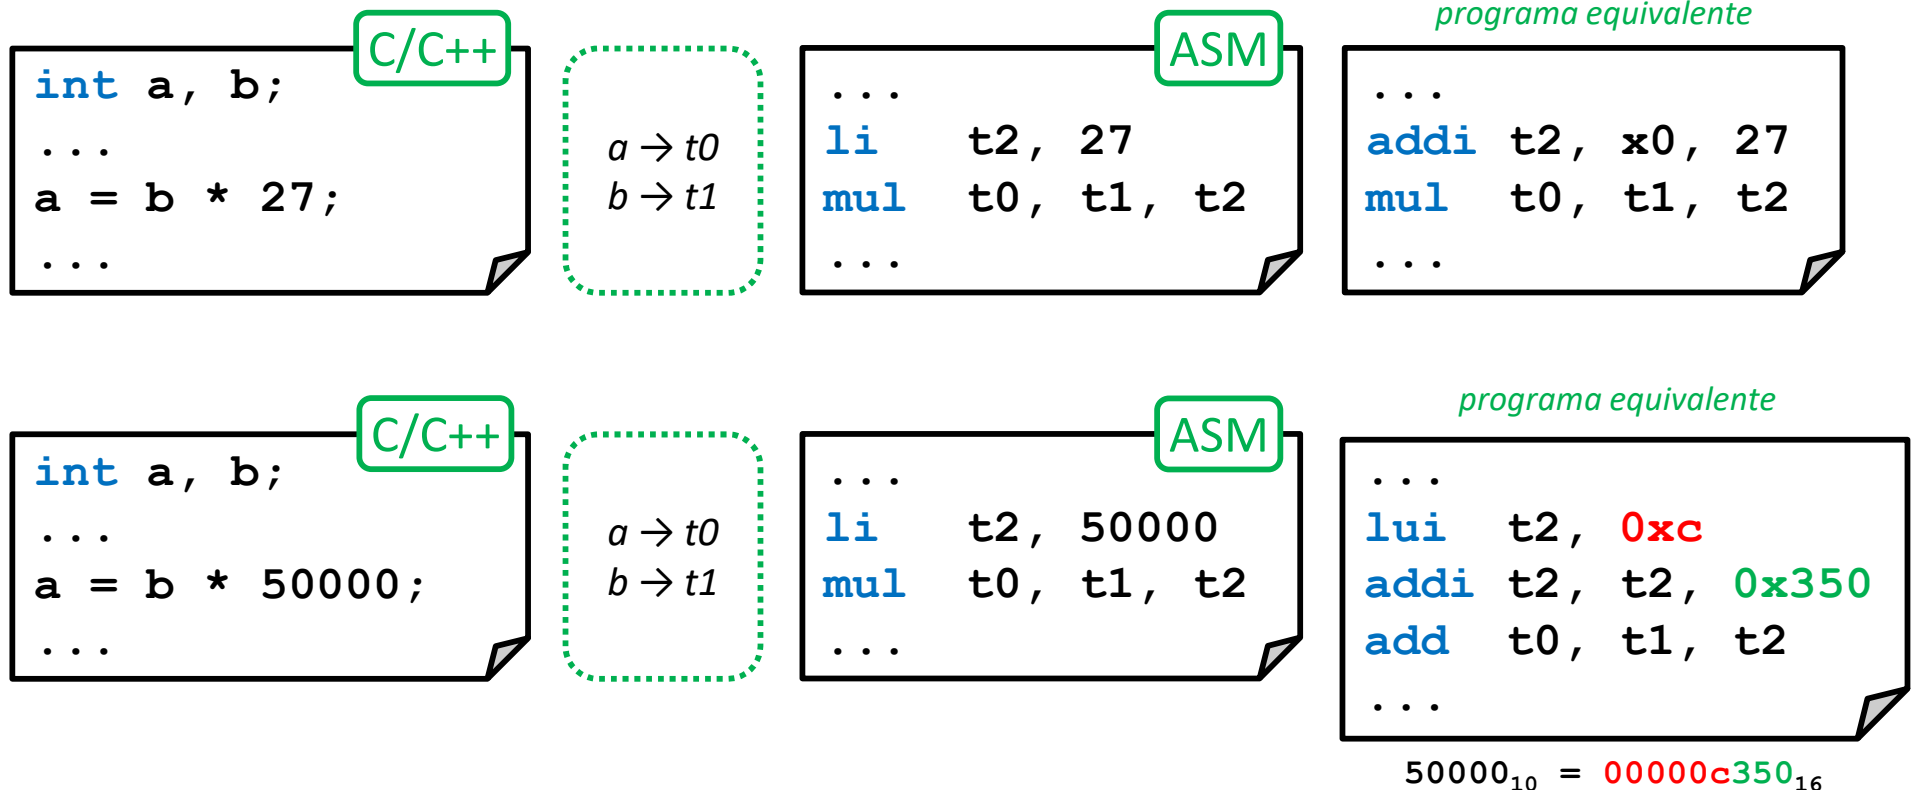 programa equivalente
C/C++
int a, b;
...
a = b * 27;
...
a → t0
b → t1
ASM
...
li t2, 27
mul t0, t1, t2
...
...
addi t2, x0, 27
mul t0, t1, t2
...
programa equivalente
C/C++
int a, b;
...
a = b * 50000;
...
a → t0
b → t1
ASM
...
li t2, 50000
mul t0, t1, t2
...
...
lui t2, 0xc
addi t2, t2, 0x350
add t0, t1, t2
...
50000₁₀ = 00000c350₁₆